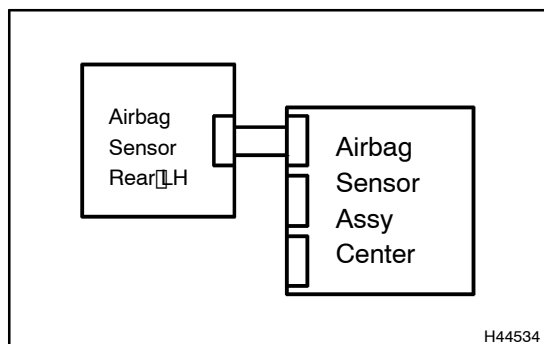 Airbag
Sensor
Rear LH
Airbag
Sensor
Assy
Center
H44534